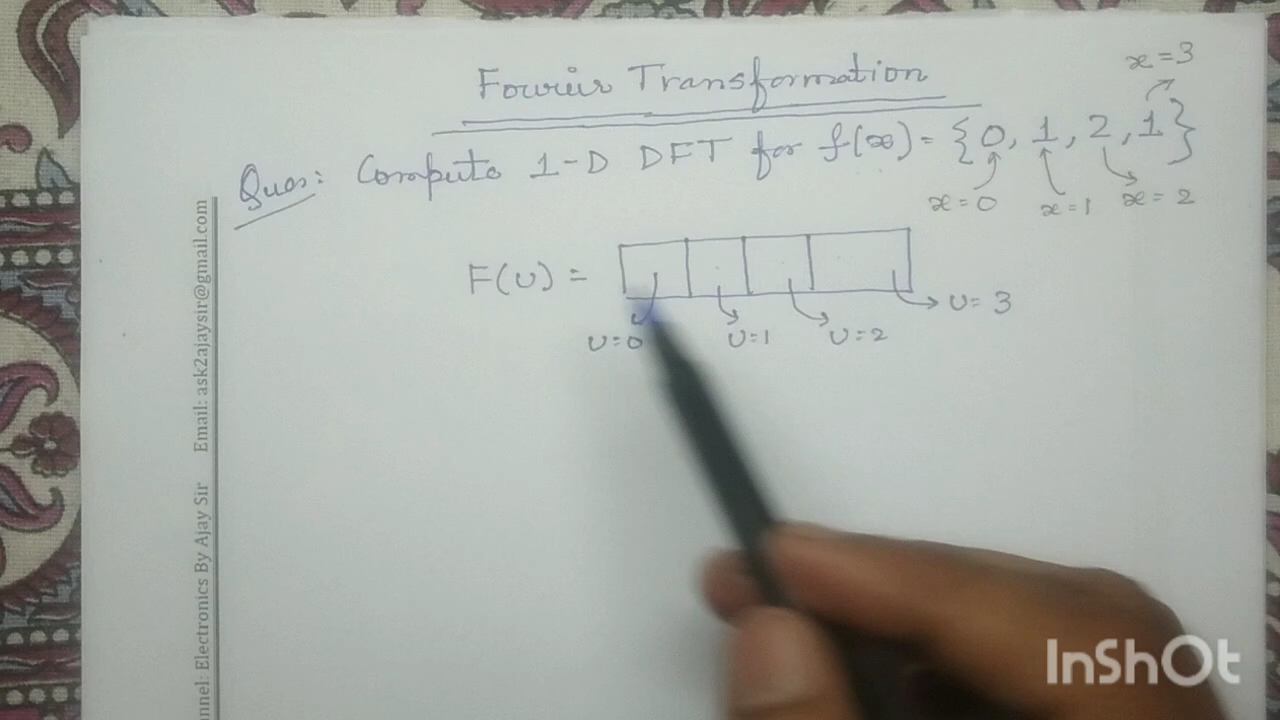 Fourier Transformation
Ques: Compute 1-D DFT for f(x) = {0, 1, 2, 1}
x=3
x=0 x=1 x=2
F(u) =
u=0 u=1 u=2 u=3
nnel: Electronics By Ajay Sir Email: ask2ajaysir@gmail.com
InShOt